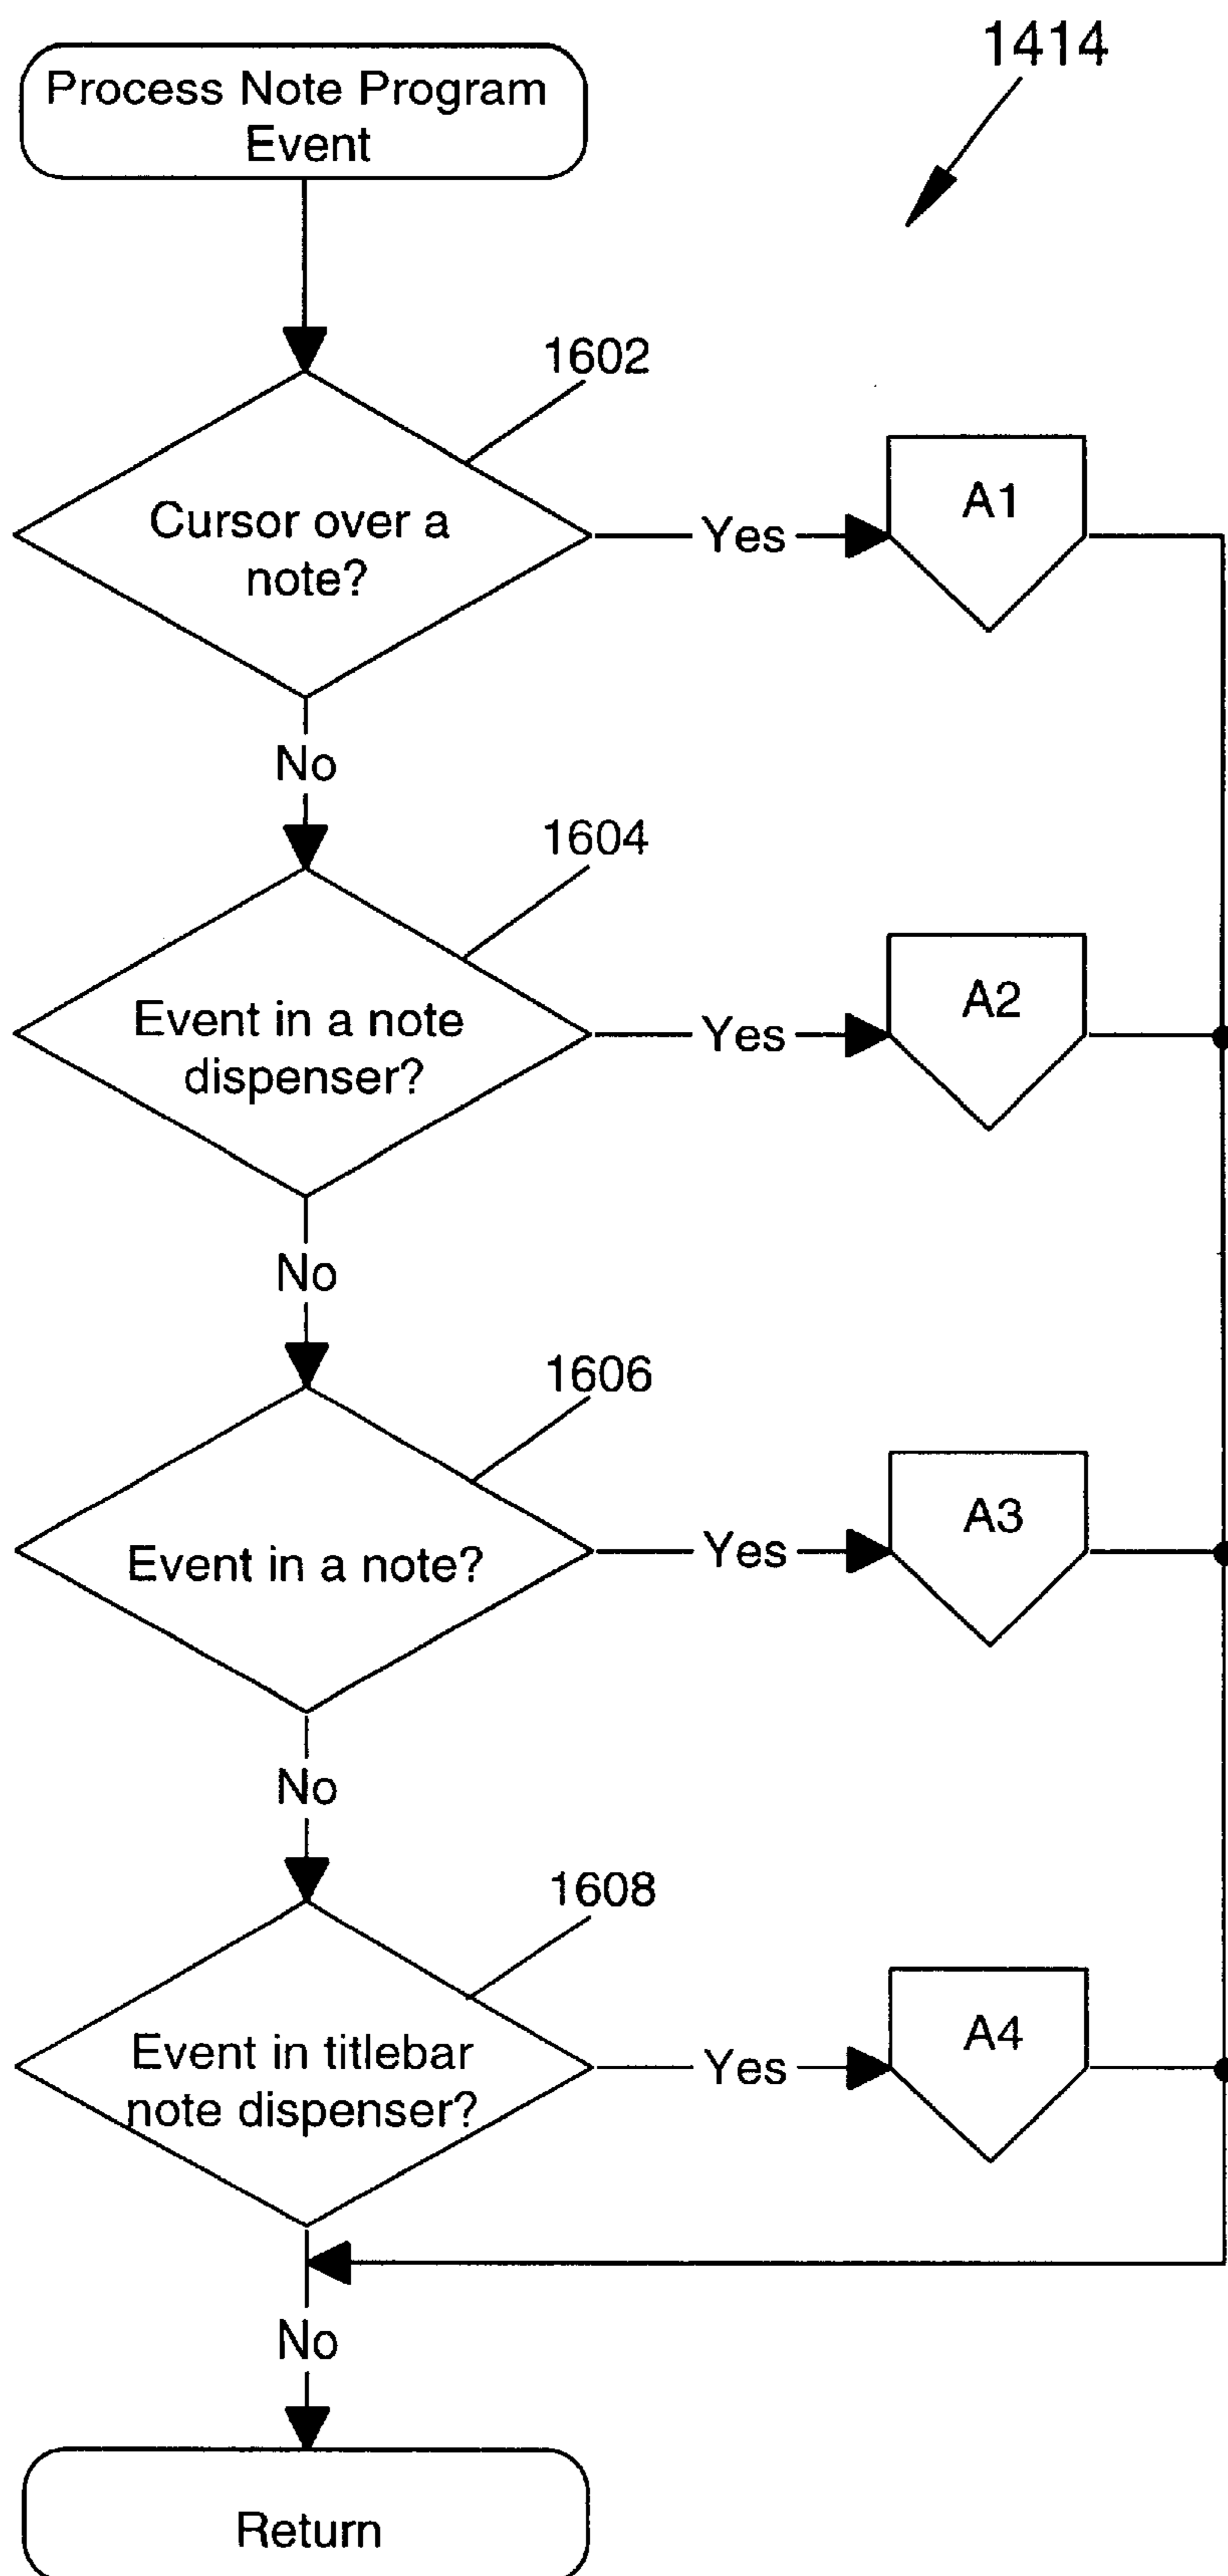 1414
Process Note Program
Event
1602
Cursor over a
note?
Yes
A1
No
1604
Event in a note
dispenser?
Yes
A2
No
1606
Event in a note?
Yes
A3
No
1608
Event in titlebar
note dispenser?
Yes
A4
No
Return